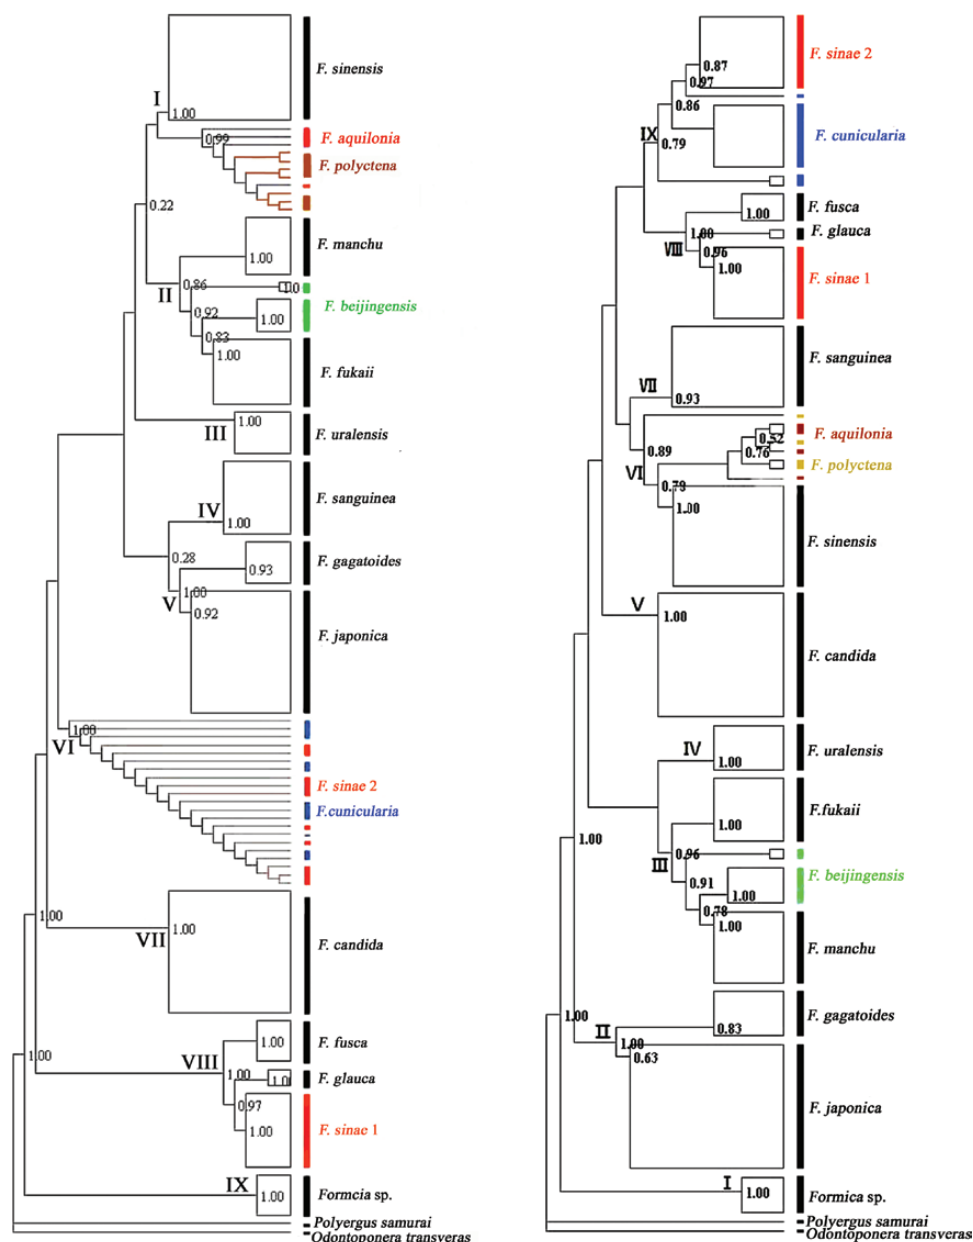 I
1.00
F. sinensis
0.99
F. aquilonia
F. polyctena
0.22
F. manchu
1.00
II
0.86
1.0
0.92
F. beijingensis
1.00
0.83
1.00
F. fukaii
1.00
III
F. uralensis
IV
F. sanguinea
1.00
0.28
0.93
F. gagatoides
V
1.00
0.92
F. japonica
1.00
VI
F. sinae 2
F.cunicularia
1.00
VII
1.00
F. candida
1.00
F. fusca
1.00
VIII
1.00
1.0
F. glauca
0.97
1.00
F. sinae 1
IX
1.00
Formcia sp.
Polyergus samurai
Odontoponera transveras
F. sinae 2
0.87
0.97
0.86
IX
0.79
F. cunicularia
F. fusca
1.00
1.00
F. glauca
VIII
0.96
1.00
F. sinae 1
F. sanguinea
VII
0.93
F. aquilonia
0.52
0.89
0.76
VI
F. polyctena
0.79
1.00
F. sinensis
V
1.00
F. candida
IV
1.00
F. uralensis
F.fukaii
1.00
1.00
III
0.96
0.91
F. beijingensis
1.00
0.78
1.00
F. manchu
1.00
II
0.83
F. gagatoides
1.00
0.63
F. japonica
I
1.00
Formica sp.
Polyergus samurai
Odontoponera transveras